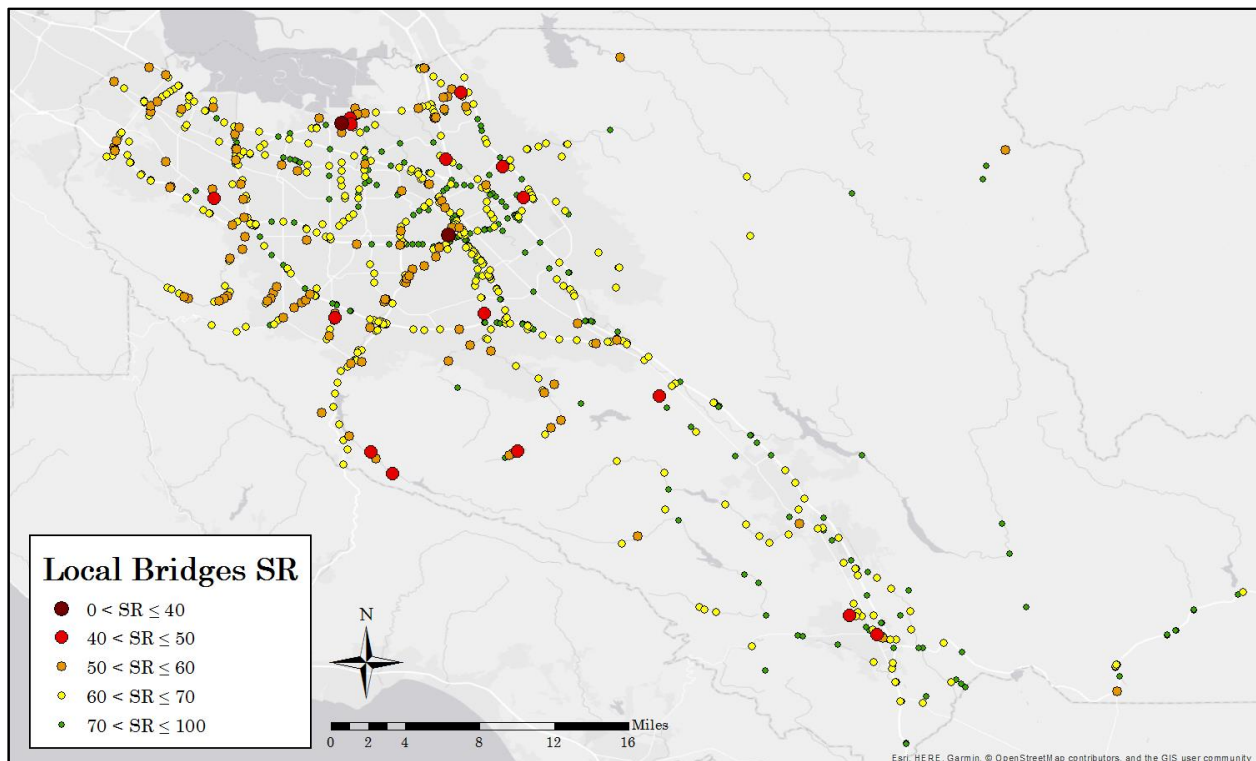 Local Bridges SR
0 < SR ≤ 40
40 < SR ≤ 50
50 < SR ≤ 60
60 < SR ≤ 70
70 < SR ≤ 100
N
Miles
0 2 4 8 12 16
Esri, HERE, Garmin, © OpenStreetMap contributors, and the GIS user community